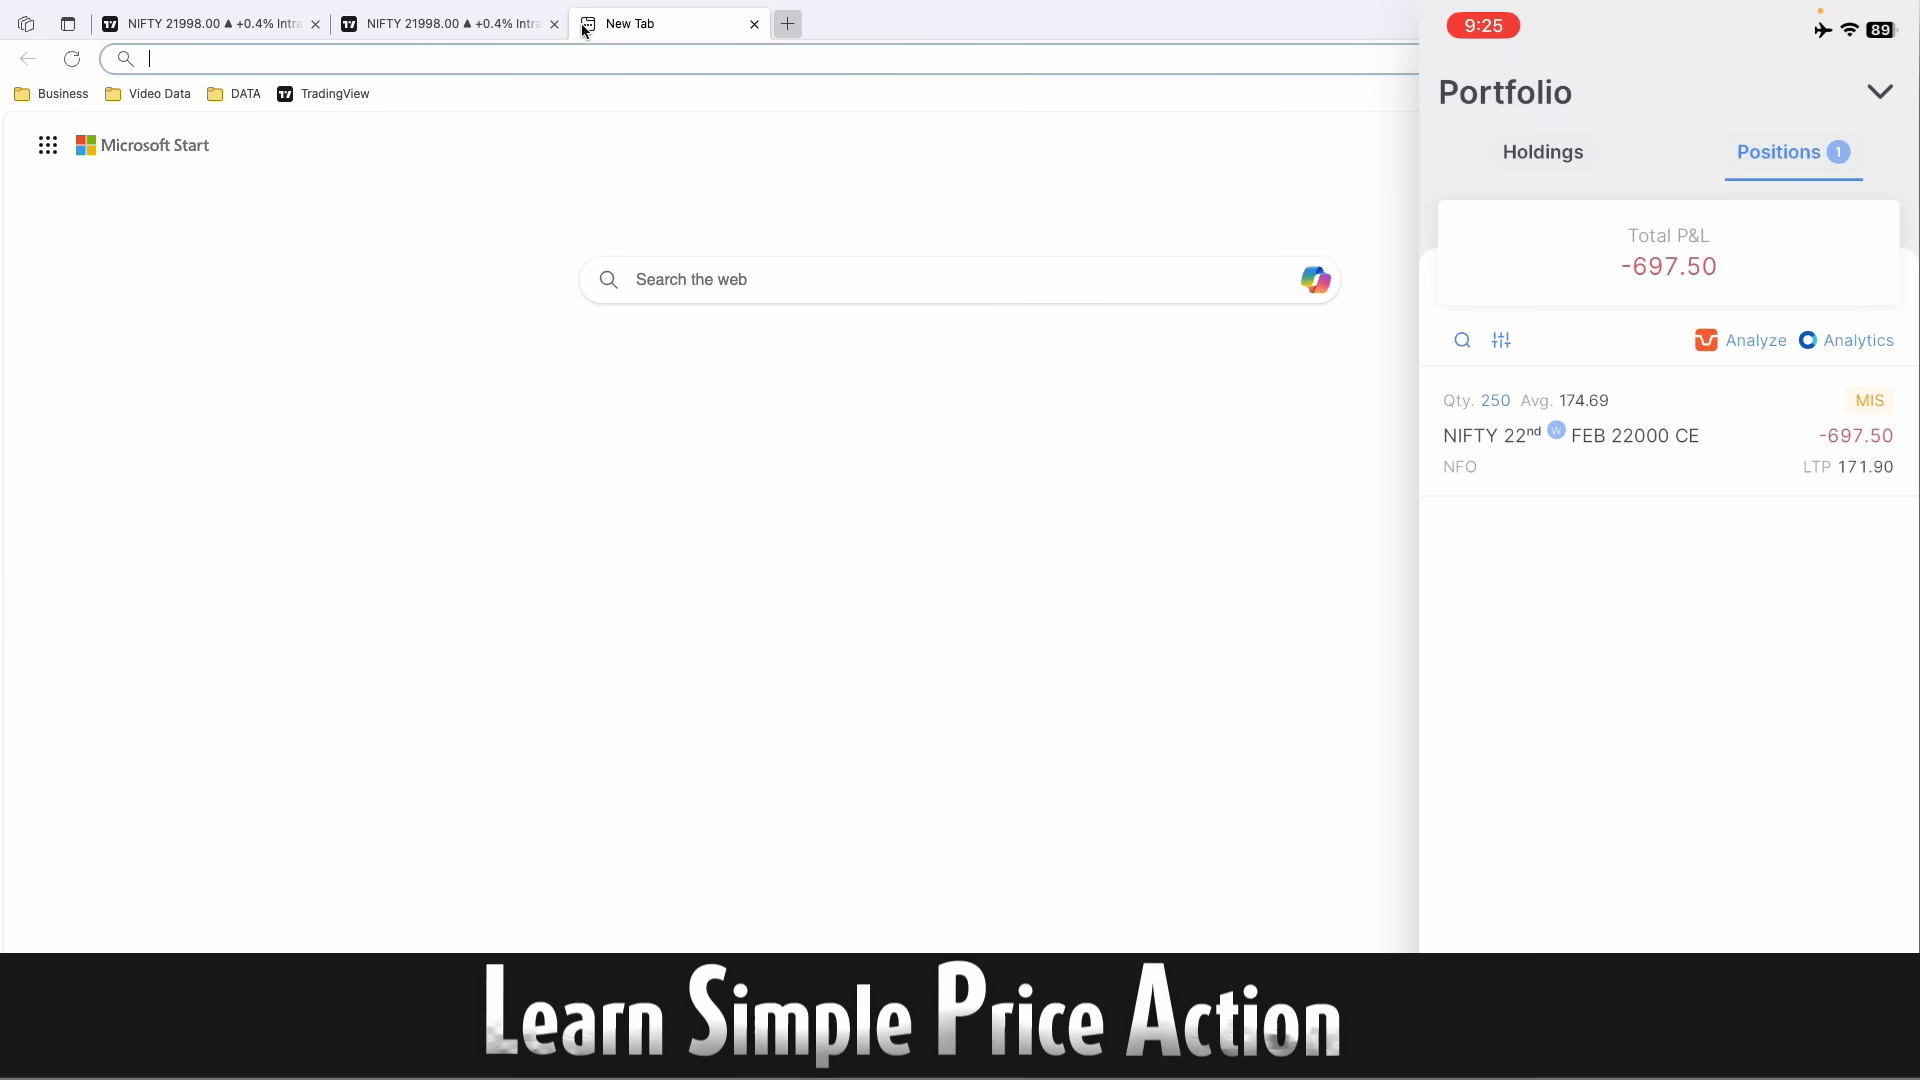 NIFTY 21998.00 ▲ +0.4% Intra
NIFTY 21998.00 ▲ +0.4% Intra
New Tab
Business
Video Data
DATA
TradingView
Microsoft Start
Search the web
9:25
89
Portfolio
Holdings
Positions 1
Total P&L
-697.50
Analyze
Analytics
Qty. 250 Avg. 174.69
MIS
NIFTY 22nd W FEB 22000 CE
-697.50
NFO
LTP 171.90
Learn Simple Price Action